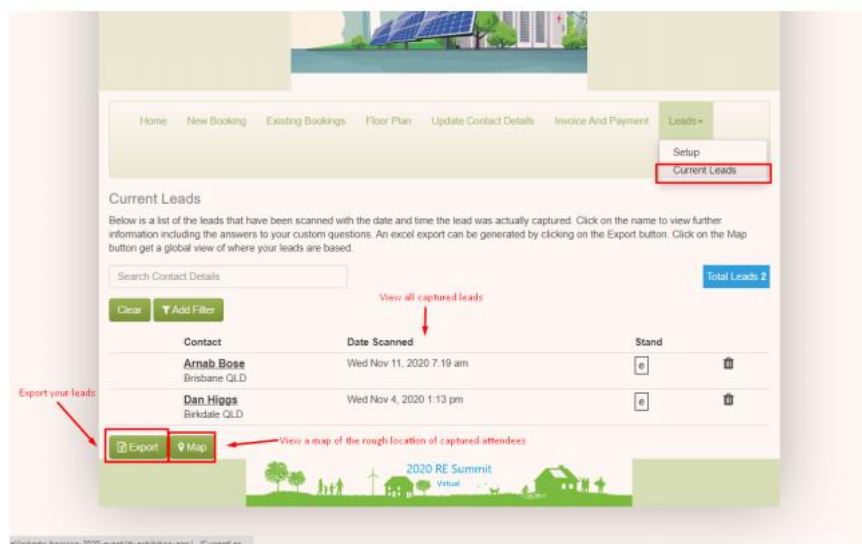 Home New Booking Existing Bookings Floor Plan Update Contact Details Invoice And Payment Leads
Setup
Current Leads
Current Leads
Below is a list of the leads that have been scanned with the date and time the lead was actually captured. Click on the name to view further
information including the answers to your custom questions. An excel export can be generated by clicking on the Export button. Click on the Map
button get a global view of where your leads are based.
Search Contact Details
Total Leads 2
View all captured leads
Clear Add Filter
Contact Date Scanned Stand
Arnab Bose Wed Nov 11, 2020 7:19 am e
Brisbane QLD
Export your leads
Dan Higgs Wed Nov 4, 2020 1:13 pm e
Birkdale QLD
Export Map
View a map of the rough location of captured attendees
2020 RE Summit
Virtual